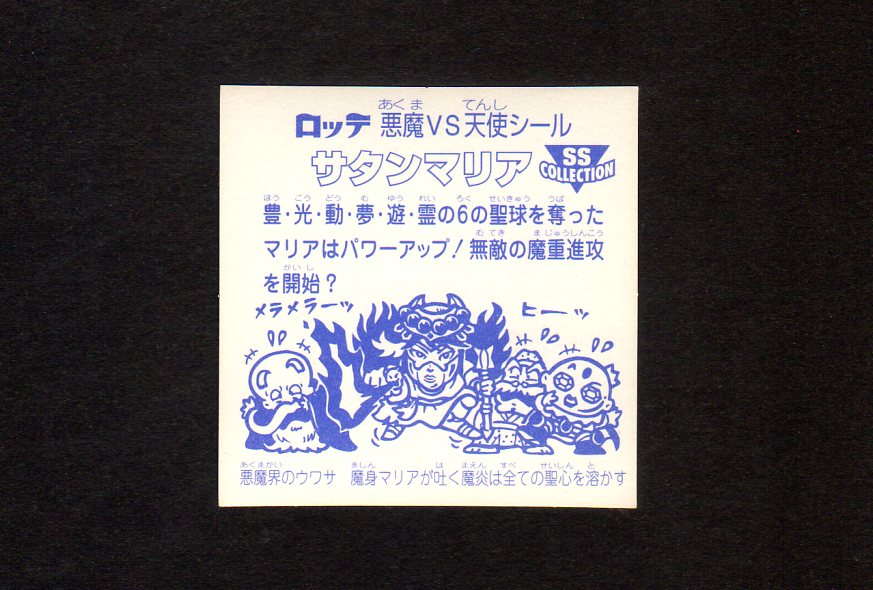 あくま てんし
ロッテ 悪魔VS天使シール
サタンマリア SS COLLECTION
ほう こう どう む ゆう れい ろく せいきゅう うば
豊・光・動・夢・遊・霊の6の聖球を奪った
むてき まじゅうしんこう
マリアはパワーアップ!無敵の魔重進攻
かいし
を開始?
メラメラーッ ヒーッ
あくまかい ましん は まえん すべ せいしん と
悪魔界のウワサ 魔身マリアが吐く魔炎は全ての聖心を溶かす